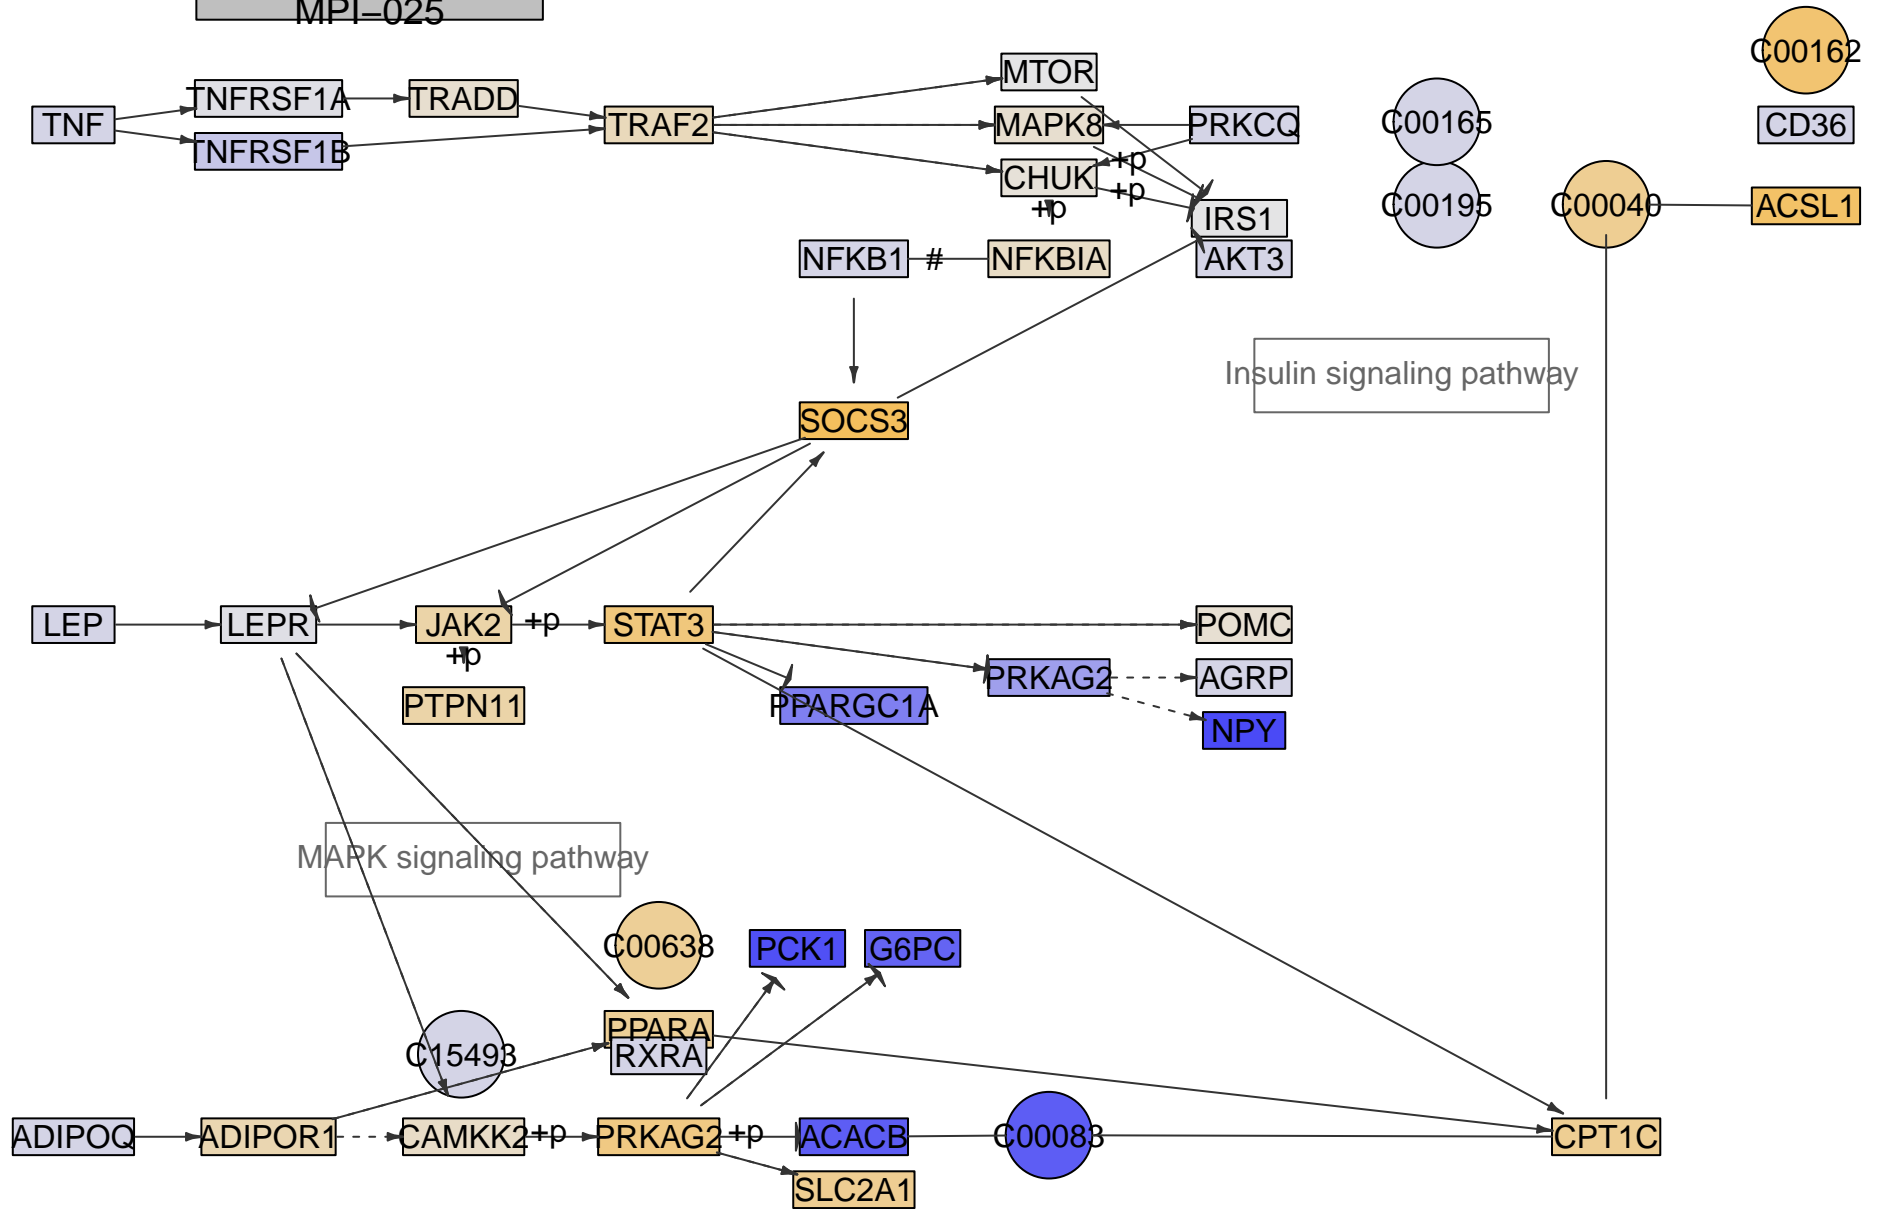 MPI−025
C00162
TNF
TNFRSF1A
TNFRSF1B
TRADD
TRAF2
MTOR
MAPK8
CHUK
PRKCQ
+p
+p
+p
IRS1
AKT3
C00165
C00195
C00040
CD36
ACSL1
NFKB1
#
NFKBIA
Insulin signaling pathway
SOCS3
LEP
LEPR
JAK2
+p
STAT3
POMC
+p
PTPN11
PPARGC1A
PRKAG2
AGRP
NPY
MAPK signaling pathway
C00638
PCK1
G6PC
C15493
PPARA
RXRA
ADIPOQ
ADIPOR1
CAMKK2
+p
PRKAG2
+p
ACACB
C00083
CPT1C
SLC2A1